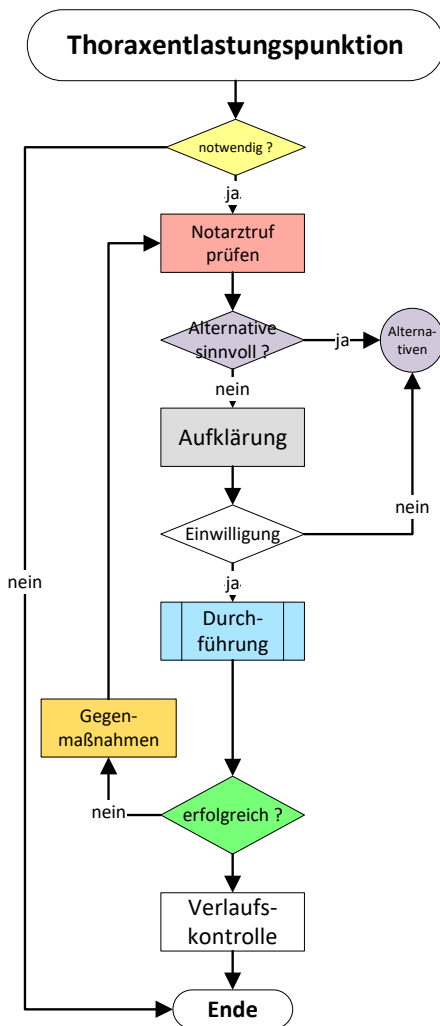 Thoraxentlastungspunktion
notwendig ?
ja
Notarztruf
prüfen
Alternative
sinnvoll ?
ja
Alterna-
tiven
nein
Aufklärung
nein
Einwilligung
ja
nein
Durch-
führung
Gegen-
maßnahmen
nein
erfolgreich ?
Verlaufs-
kontrolle
Ende